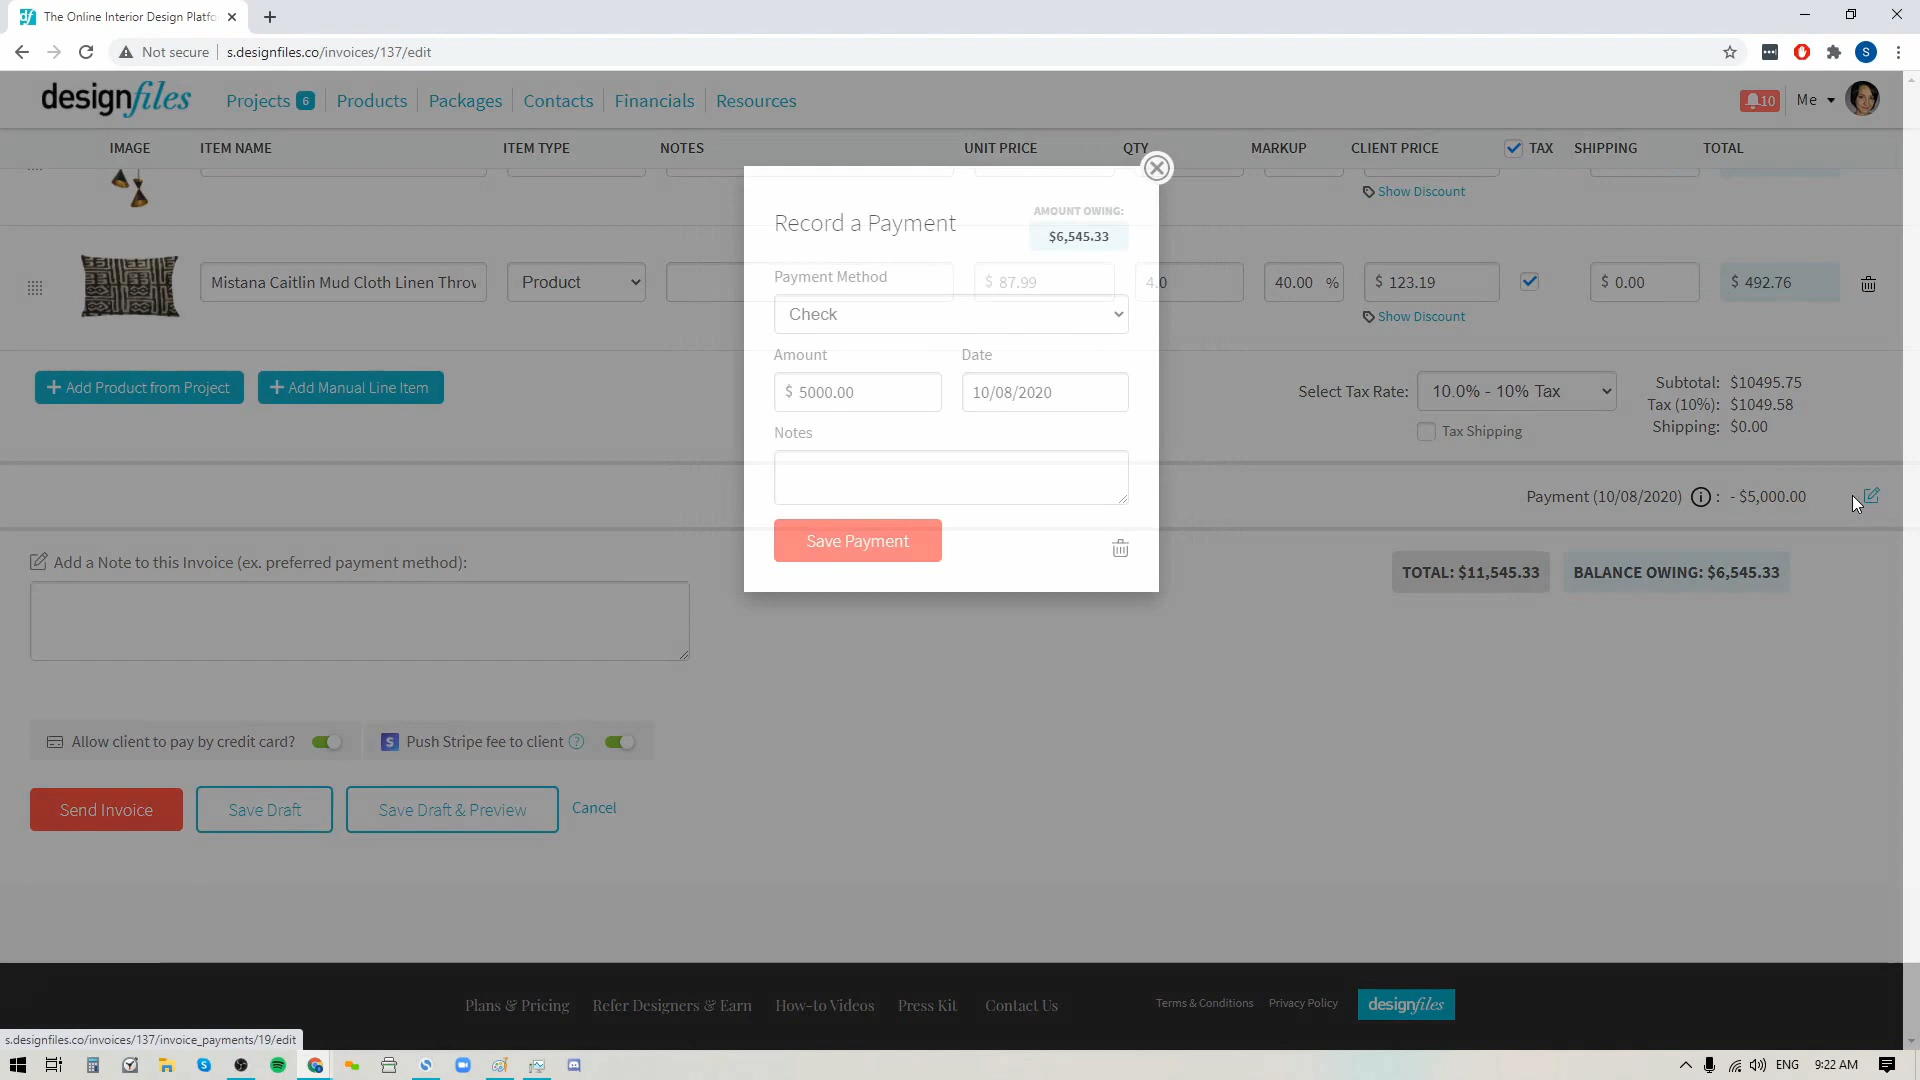 The Online Interior Design Platfo
Not secure s.designfiles.co/invoices/137/edit
S
designfiles Projects 6 Products Packages Contacts Financials Resources 10 Me
IMAGE ITEM NAME ITEM TYPE NOTES UNIT PRICE QTY MARKUP CLIENT PRICE TAX SHIPPING TOTAL
Show Discount
Record a Payment
AMOUNT OWING:
$6,545.33
Mistana Caitlin Mud Cloth Linen Throv Product $ 87.99 4.0 40.00 % $ 123.19 $ 0.00 $ 492.76
Show Discount
Payment Method
Check
Amount Date
$ 5000.00 10/08/2020
Notes
Save Payment
+ Add Product from Project + Add Manual Line Item
Select Tax Rate: 10.0% - 10% Tax
Tax Shipping
Subtotal: $10495.75
Tax (10%): $1049.58
Shipping: $0.00
Payment (10/08/2020) i : - $5,000.00
Add a Note to this Invoice (ex. preferred payment method):
TOTAL: $11,545.33 BALANCE OWING: $6,545.33
Allow client to pay by credit card? S Push Stripe fee to client ?
Send Invoice Save Draft Save Draft & Preview Cancel
Plans & Pricing Refer Designers & Earn How-to Videos Press Kit Contact Us Terms & Conditions Privacy Policy designfiles
s.designfiles.co/invoices/137/invoice_payments/19/edit
ENG 9:22 AM